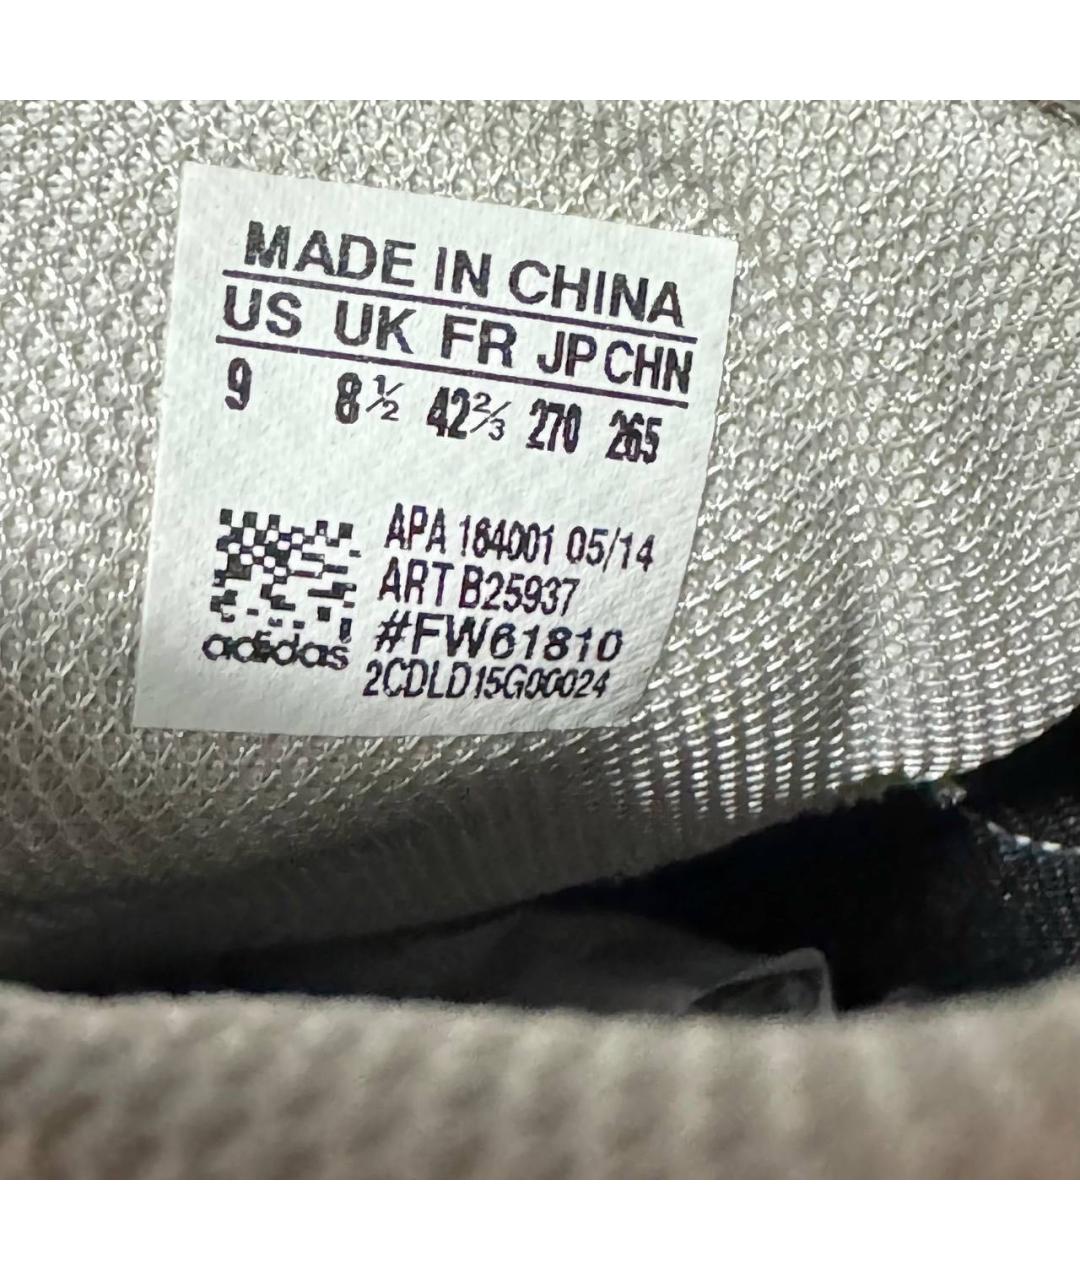 MADE IN CHINA
US UK FR JP CHN
9 8½ 42⅔ 270 265
APA 164001 05/14
ART B25937
#FW61810
2CDLD15G00024
adidas